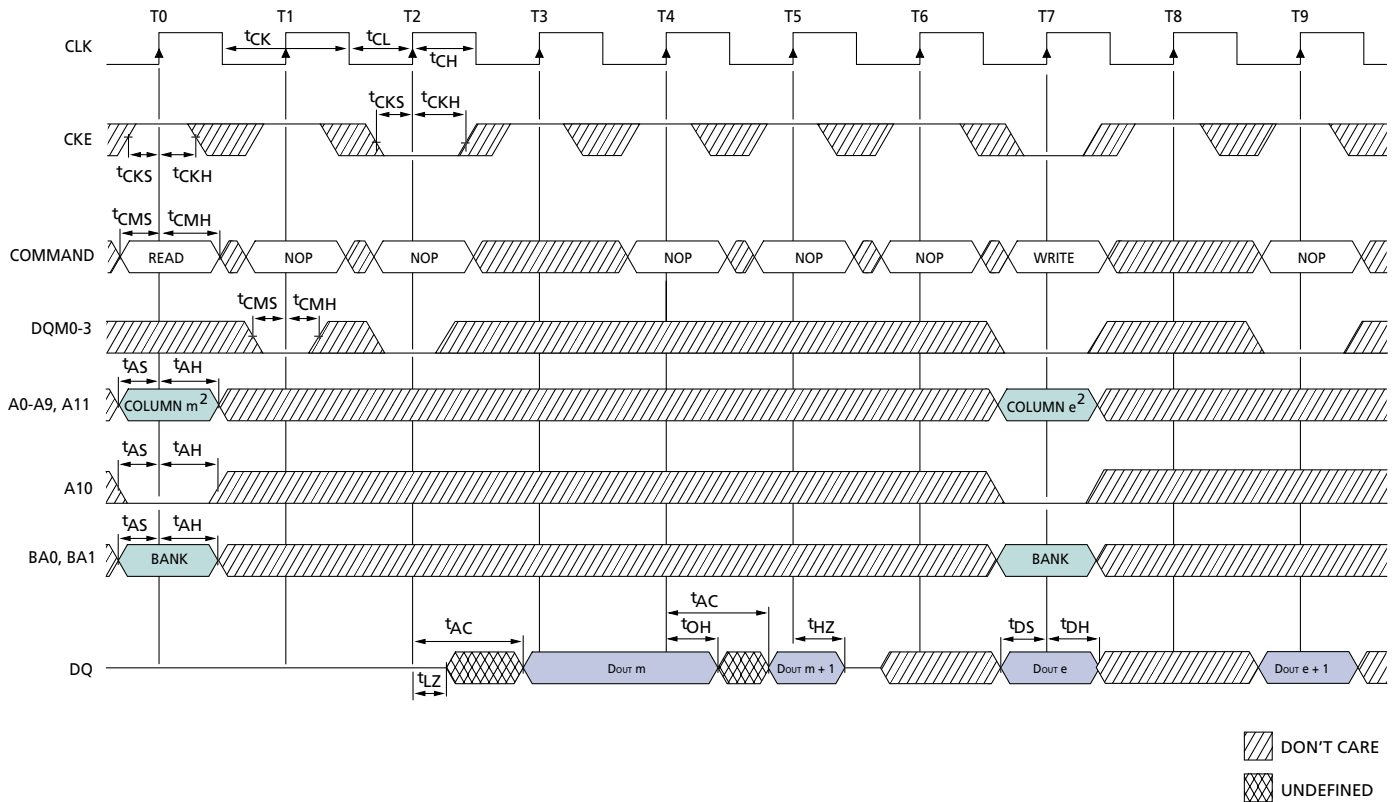 T0 T1 T2 T3 T4 T5 T6 T7 T8 T9
CLK
tCK tCL
tCH
tCKS tCKH
CKE
tCKS tCKH
tCMS tCMH
COMMAND READ NOP NOP NOP NOP NOP WRITE NOP
tCMS tCMH
DQM0-3
tAS tAH
A0-A9, A11 COLUMN m2 COLUMN e2
tAS tAH
A10
tAS tAH
BA0, BA1 BANK BANK
tAC
tAC tOH tHZ tDS tDH
DQ DOUT m DOUT m + 1 DOUT e DOUT e + 1
tLZ
DON'T CARE
UNDEFINED